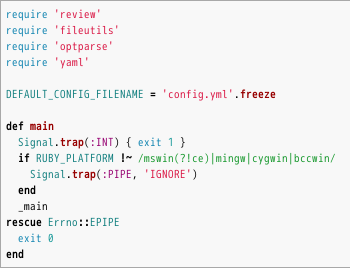 require 'review'
require 'fileutils'
require 'optparse'
require 'yaml'

DEFAULT_CONFIG_FILENAME = 'config.yml'.freeze

def main
  Signal.trap(:INT) { exit 1 }
  if RUBY_PLATFORM !~ /mswin(?!ce)|mingw|cygwin|bccwin/
    Signal.trap(:PIPE, 'IGNORE')
  end
  _main
rescue Errno::EPIPE
  exit 0
end